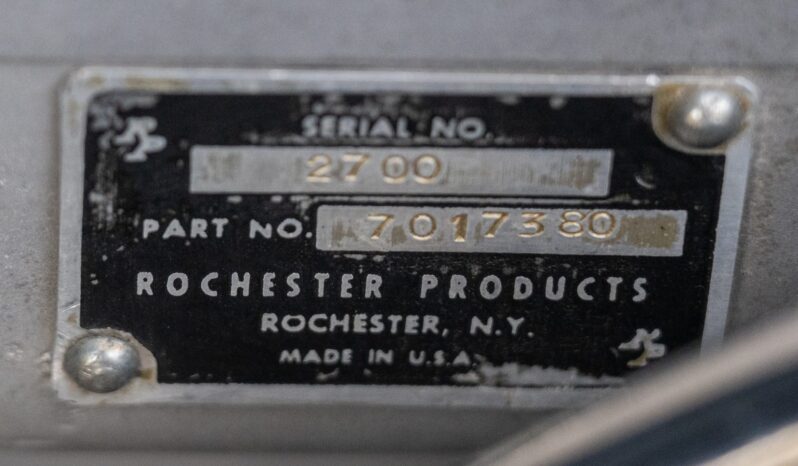 SERIAL NO.
2700
PART NO. 7017380
ROCHESTER PRODUCTS
ROCHESTER, N.Y.
MADE IN U.S.A.